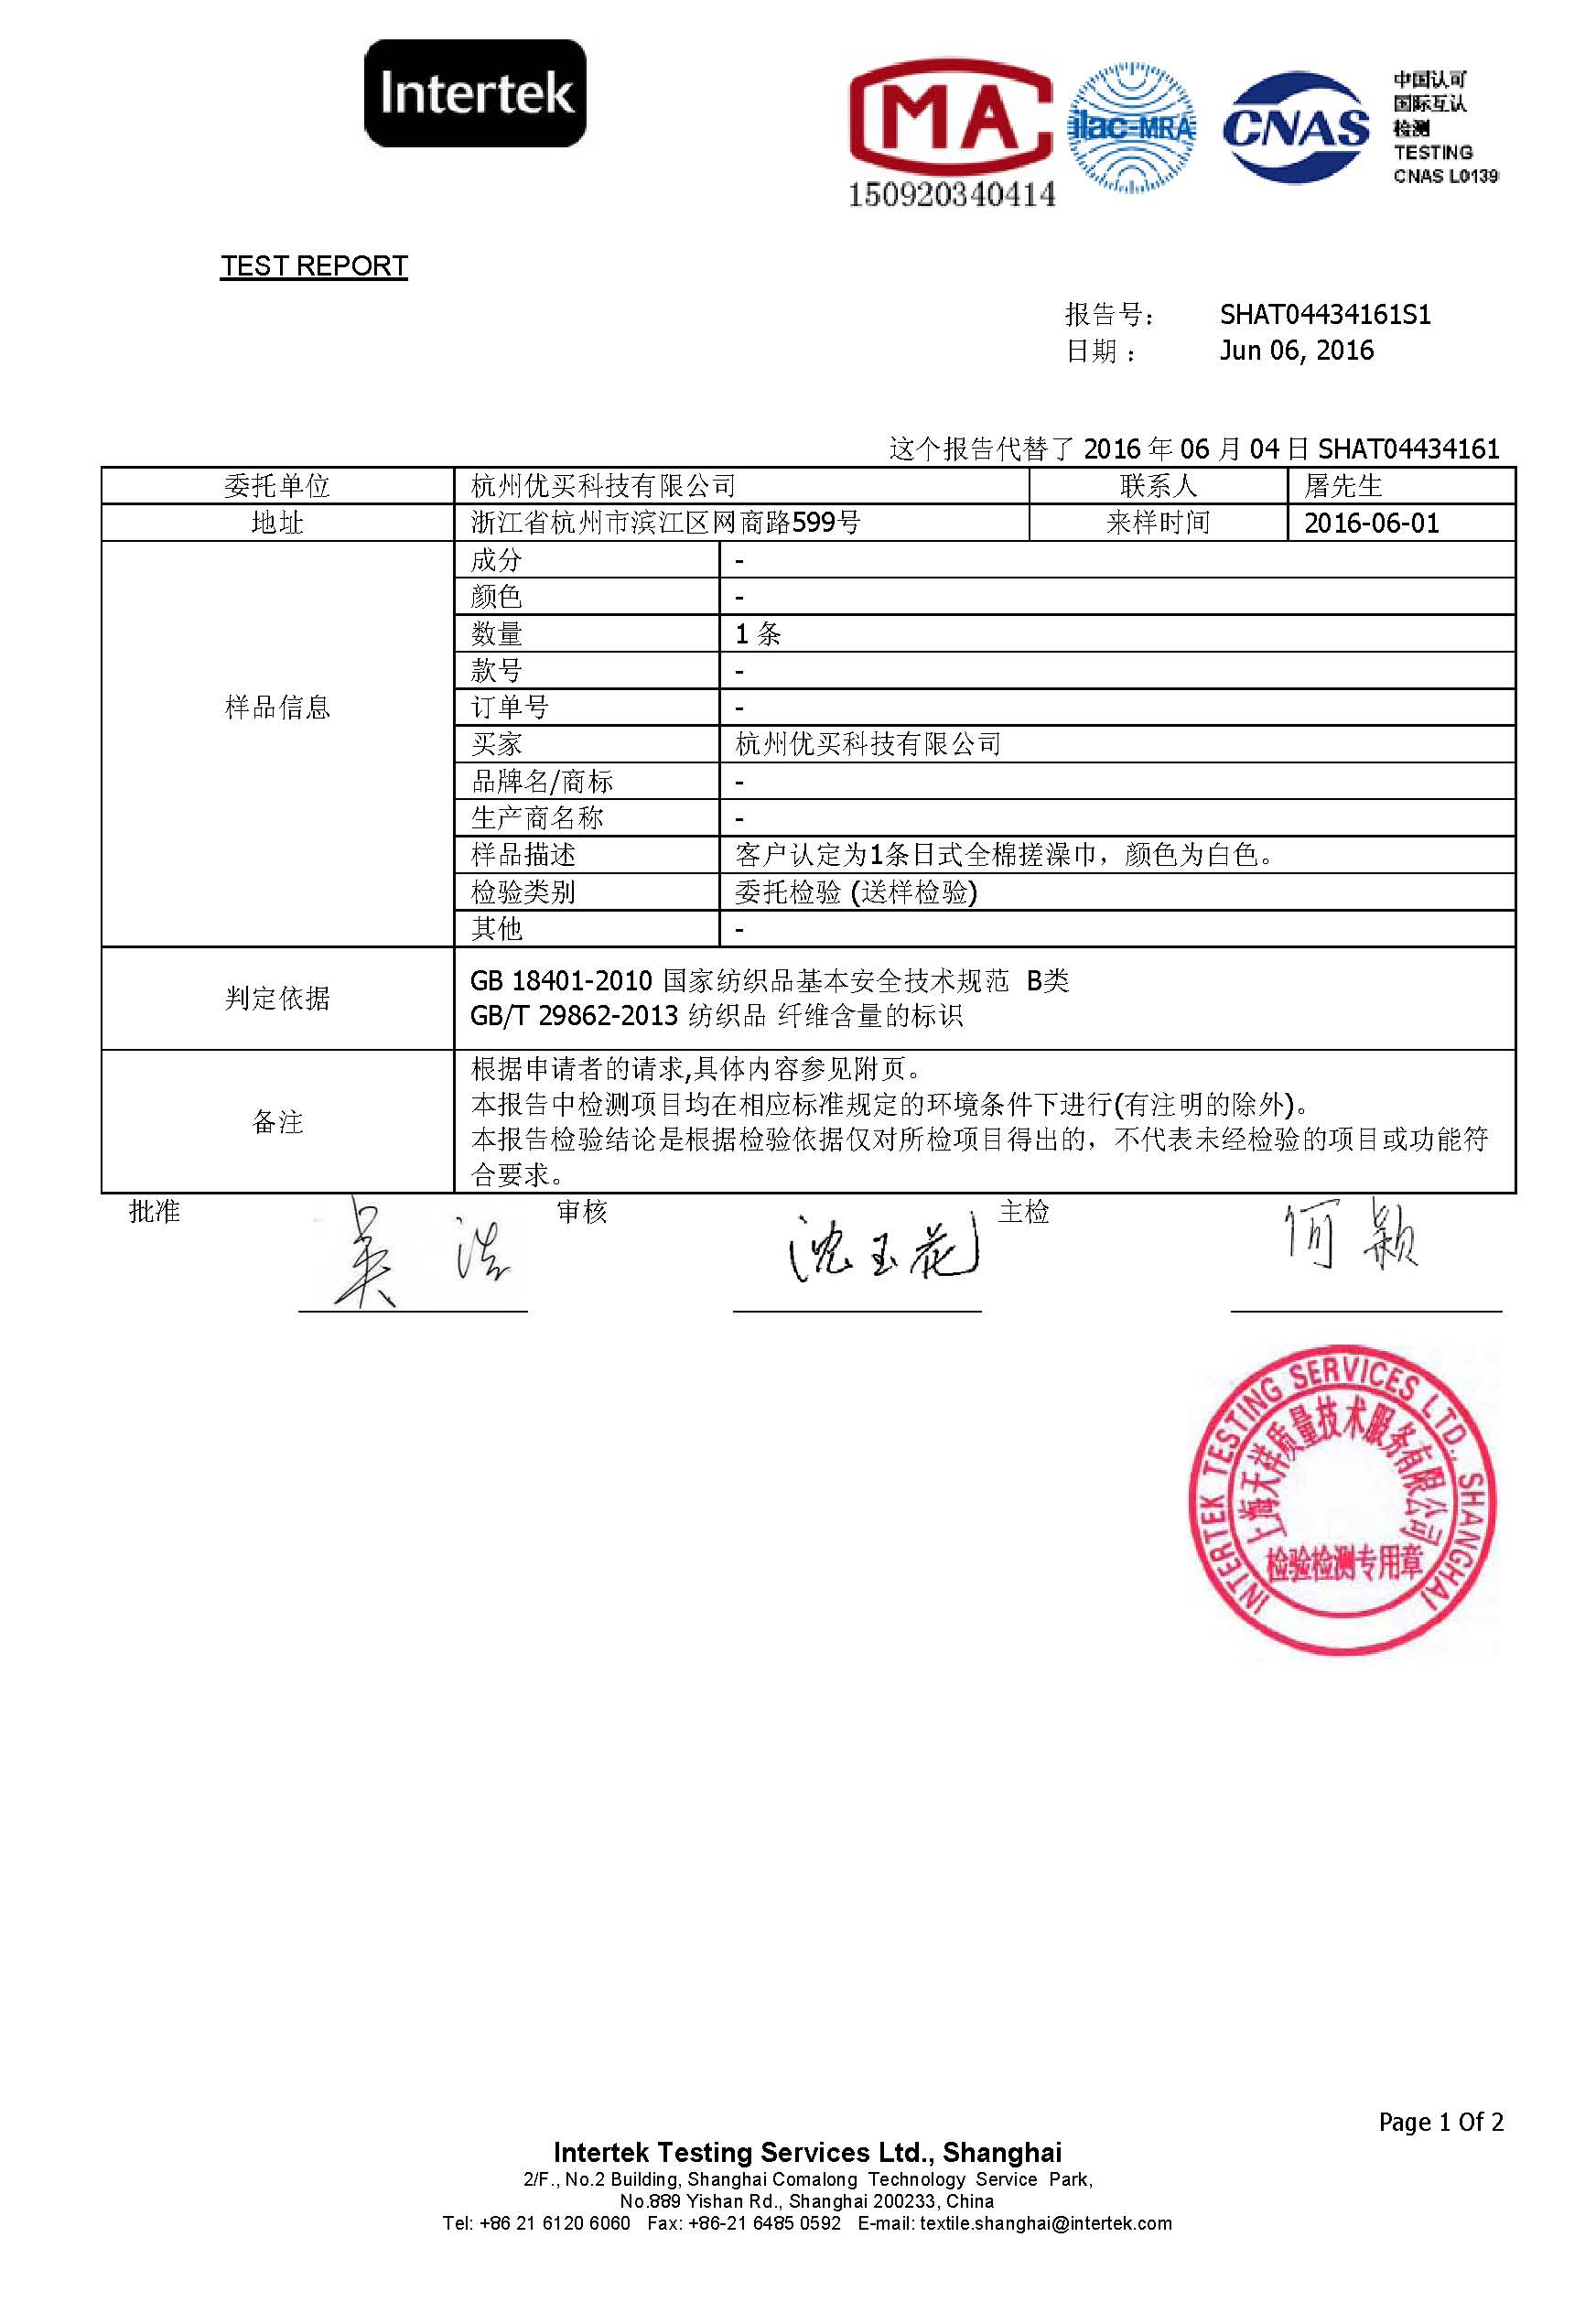 Intertek
MA
150920340414
ilac-MRA
CNAS
中国认可
国际互认
检测
TESTING
CNAS L0139
TEST REPORT
报告号： SHAT04434161S1
日期： Jun 06, 2016
这个报告代替了 2016 年 06 月 04 日 SHAT04434161
委托单位 杭州优买科技有限公司 联系人 屠先生
地址 浙江省杭州市滨江区网商路599号 来样时间 2016-06-01
样品信息
成分 -
颜色 -
数量 1 条
款号 -
订单号 -
买家 杭州优买科技有限公司
品牌名/商标 -
生产商名称 -
样品描述 客户认定为1条日式全棉搓澡巾，颜色为白色。
检验类别 委托检验 (送样检验)
其他 -
判定依据
GB 18401-2010 国家纺织品基本安全技术规范 B类
GB/T 29862-2013 纺织品 纤维含量的标识
备注
根据申请者的请求,具体内容参见附页。
本报告中检测项目均在相应标准规定的环境条件下进行(有注明的除外)。
本报告检验结论是根据检验依据仅对所检项目得出的，不代表未经检验的项目或功能符
合要求。
批准 吴浩 审核 沈玉花 主检 何颖
INTERTEK TESTING SERVICES LTD., SHANGHAI
上海天祥质量技术服务有限公司
检验检测专用章
Page 1 Of 2
Intertek Testing Services Ltd., Shanghai
2/F., No.2 Building, Shanghai Comalong Technology Service Park,
No.889 Yishan Rd., Shanghai 200233, China
Tel: +86 21 6120 6060 Fax: +86-21 6485 0592 E-mail: textile.shanghai@intertek.com